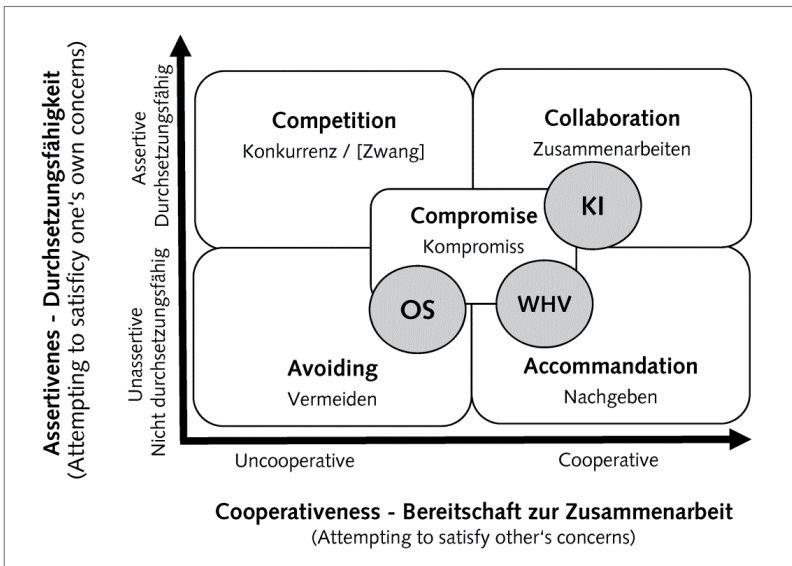 Assertivenes - Durchsetzungsfähigkeit
(Attempting to satisficy one's own concerns)
Assertive
Durchsetzungsfähig
Unassertive
Nicht durchsetzungsfähig
Competition
Konkurrenz / [Zwang]
Collaboration
Zusammenarbeiten
KI
Compromise
Kompromiss
OS
WHV
Avoiding
Vermeiden
Accommandation
Nachgeben
Uncooperative
Cooperative
Cooperativeness - Bereitschaft zur Zusammenarbeit
(Attempting to satisfy other's concerns)